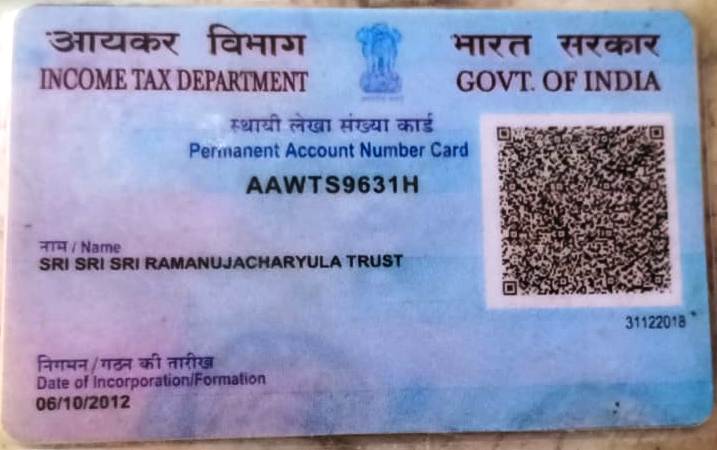 आयकर विभाग
INCOME TAX DEPARTMENT
भारत सरकार
GOVT. OF INDIA
स्थायी लेखा संख्या कार्ड
Permanent Account Number Card
AAWTS9631H
नाम / Name
SRI SRI SRI RAMANUJACHARYULA TRUST
31122018
निगमन/गठन की तारीख
Date of Incorporation/Formation
06/10/2012